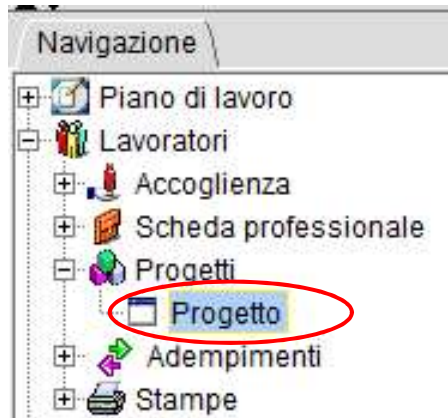 Navigazione
Piano di lavoro
Lavoratori
Accoglienza
Scheda professionale
Progetti
Progetto
Adempimenti
Stampe